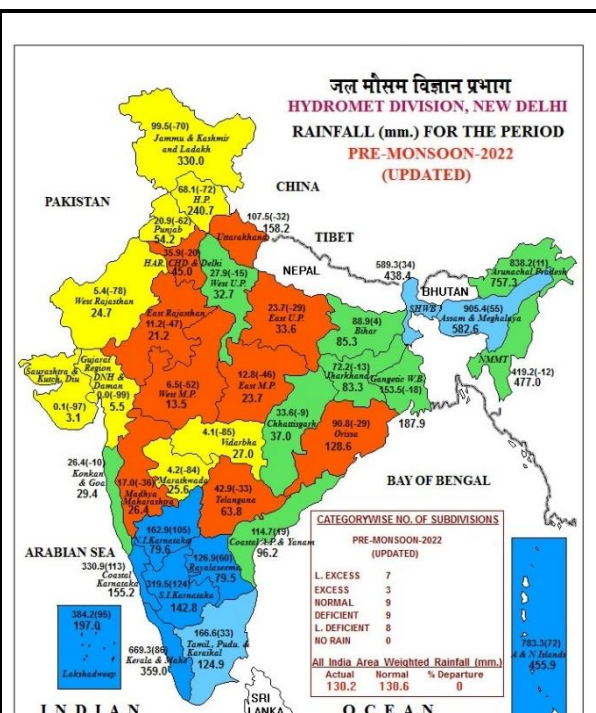 जल मौसम विज्ञान प्रभाग
HYDROMET DIVISION, NEW DELHI
RAINFALL (mm.) FOR THE PERIOD
PRE-MONSOON-2022
(UPDATED)
99.5(-70)
Jammu & Kashmir
and Ladakh
330.0
PAKISTAN
CHINA
68.1(-72)
H.P.
240.7
20.9(-62)
Punjab
54.2
107.5(-32)
158.2
Uttarakhand
TIBET
35.9(-20)
HAR. CHD & Delhi
45.0
27.9(-15)
West U.P.
32.7
NEPAL
589.3(34)
438.4
SHWB
BHUTAN
838.2(11)
Arunachal Pradesh
757.3
5.4(-78)
West Rajasthan
24.7
East Rajasthan
11.2(-47)
21.2
23.7(-29)
East U.P.
33.6
88.9(4)
Bihar
85.3
905.4(55)
Assam & Meghalaya
582.6
NMMT
419.2(-12)
477.0
Gujarat
Region
DNH &
Daman
0.0(-99)
5.5
Saurashtra &
Kutch, Diu
0.1(-97)
3.1
6.5(-52)
West M.P.
13.5
12.8(-46)
East M.P.
23.7
72.2(-13)
Jharkhand
83.3
Gangetic W.B.
153.5(-18)
187.9
33.6(-9)
Chhattisgarh
37.0
4.1(-85)
Vidarbha
27.0
90.8(-29)
Orissa
128.6
26.4(-10)
Konkan
& Goa
29.4
17.0(-36)
Madhya
Maharashtra
26.4
4.2(-84)
Marathwada
25.6
42.9(-33)
Telangana
63.8
BAY OF BENGAL
162.9(105)
N.I.Karnataka
79.6
126.9(60)
Rayalaseema
79.5
114.7(19)
Coastal A.P. & Yanam
96.2
ARABIAN SEA
330.9(113)
Coastal
Karnataka
155.2
319.5(124)
S.I.Karnataka
142.8
384.2(95)
197.0
Lakshadweep
669.3(86)
Kerala & Mahe
359.0
166.6(33)
Tamil, Pudu. &
Karaikal
124.9
CATEGORYWISE NO. OF SUBDIVISIONS
PRE-MONSOON-2022
(UPDATED)
L. EXCESS 7
EXCESS 3
NORMAL 9
DEFICIENT 9
L. DEFICIENT 8
NO RAIN 0
All India Area Weighted Rainfall (mm.)
Actual Normal % Departure
130.2 130.6 0
783.3(72)
A & N Islands
455.9
SRI
LANKA
INDIAN OCEAN